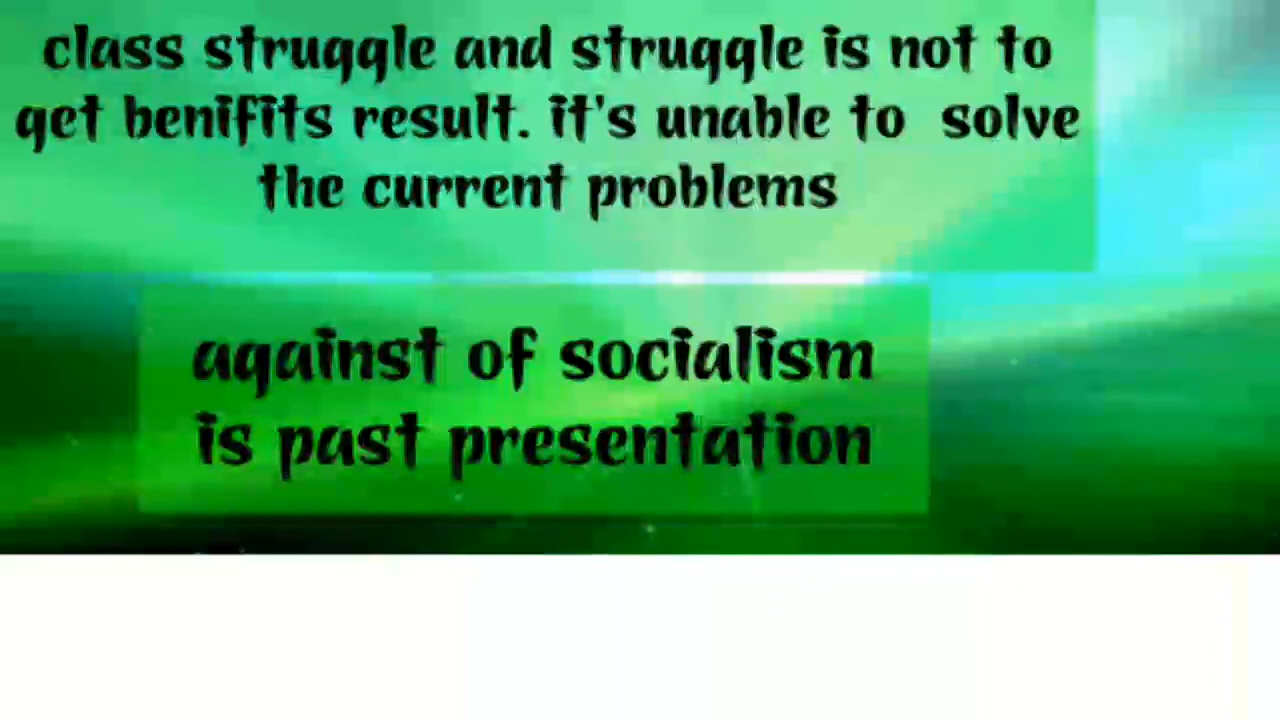 class struggle and struggle is not to
get benifits result. it's unable to solve
the current problems
against of socialism
is past presentation